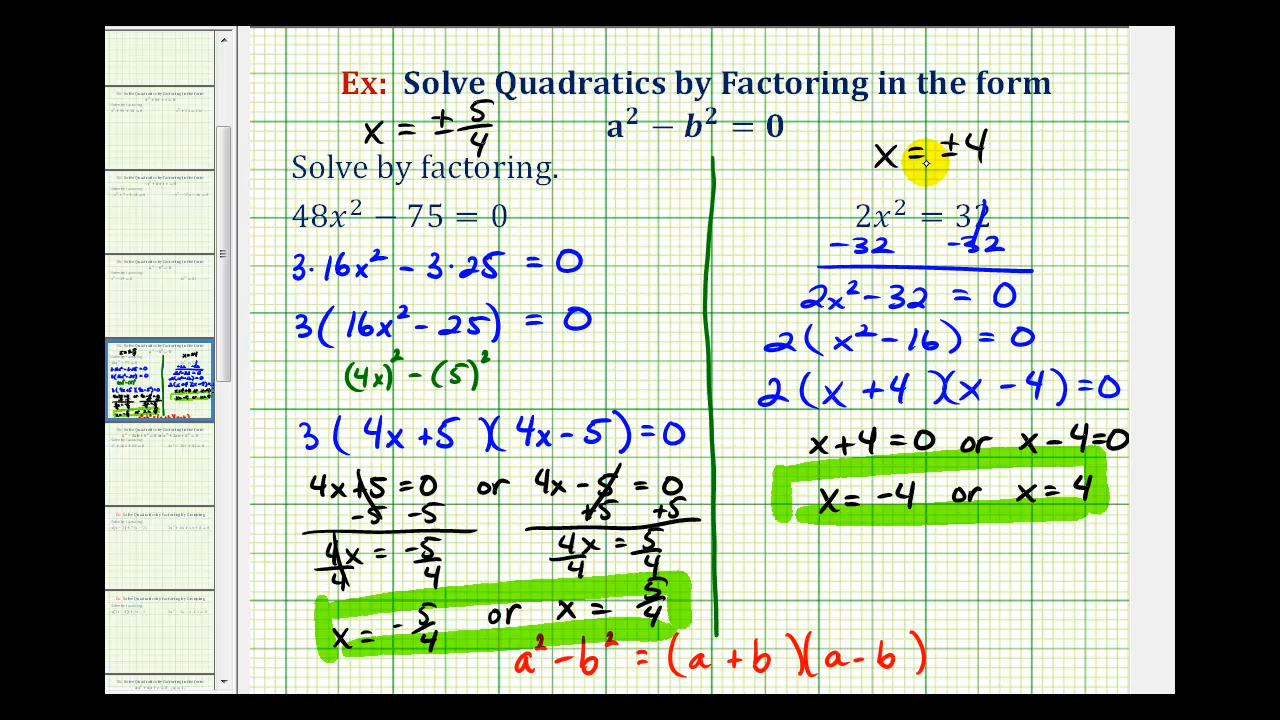 Ex: Solve Quadratics by Factoring in the form
a² − b² = 0
x = ± 5/4
Solve by factoring.
48x² − 75 = 0
3·16x² − 3·25 = 0
3(16x² − 25) = 0
(4x)² − (5)²
3(4x + 5)(4x − 5) = 0
4x + 5 = 0 or 4x − 5 = 0
−5 −5 +5 +5
4x/4 = −5/4 4x/4 = 5/4
x = −5/4 or x = 5/4
x = ±4
2x² = 32
−32 −32
2x² − 32 = 0
2(x² − 16) = 0
2(x + 4)(x − 4) = 0
x + 4 = 0 or x − 4 = 0
x = −4 or x = 4
a² − b² = (a + b)(a − b)